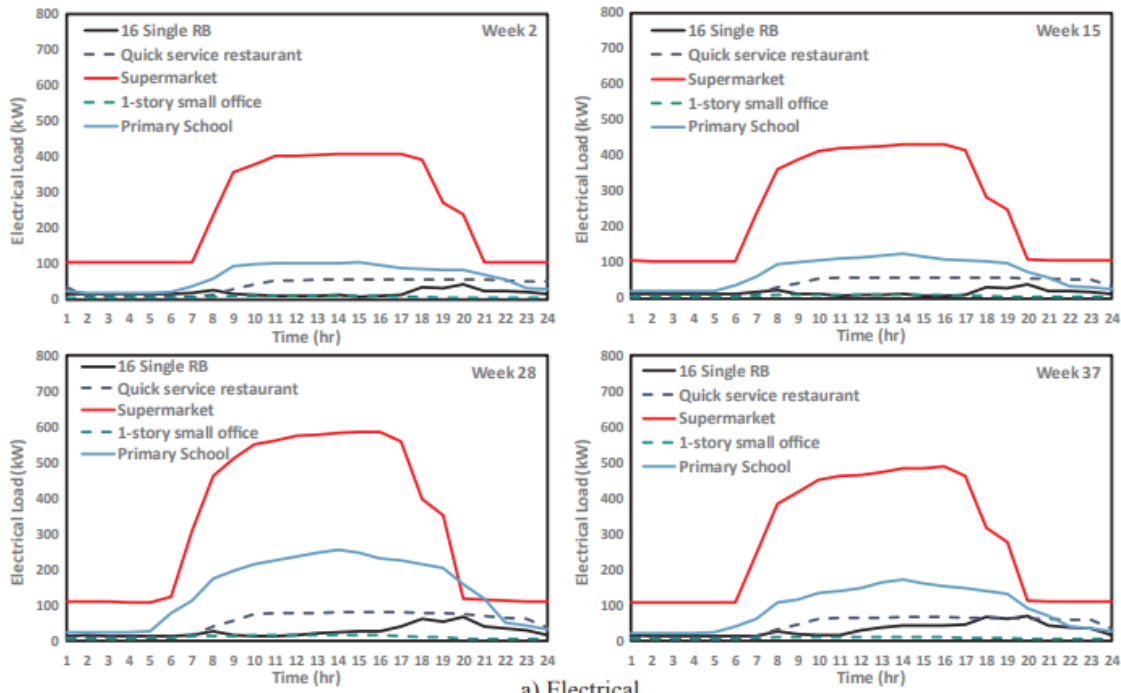 800
700
600
500
400
300
200
100
0
Electrical Load (kW)
16 Single RB
Quick service restaurant
Supermarket
1-story small office
Primary School
Week 2
1 2 3 4 5 6 7 8 9 10 11 12 13 14 15 16 17 18 19 20 21 22 23 24
Time (hr)
800
700
600
500
400
300
200
100
0
Electrical Load (kW)
16 Single RB
Quick service restaurant
Supermarket
1-story small office
Primary School
Week 15
1 2 3 4 5 6 7 8 9 10 11 12 13 14 15 16 17 18 19 20 21 22 23 24
Time (hr)
800
700
600
500
400
300
200
100
0
Electrical Load (kW)
16 Single RB
Quick service restaurant
Supermarket
1-story small office
Primary School
Week 28
1 2 3 4 5 6 7 8 9 10 11 12 13 14 15 16 17 18 19 20 21 22 23 24
Time (hr)
800
700
600
500
400
300
200
100
0
Electrical Load (kW)
16 Single RB
Quick service restaurant
Supermarket
1-story small office
Primary School
Week 37
1 2 3 4 5 6 7 8 9 10 11 12 13 14 15 16 17 18 19 20 21 22 23 24
Time (hr)
a) Electrical